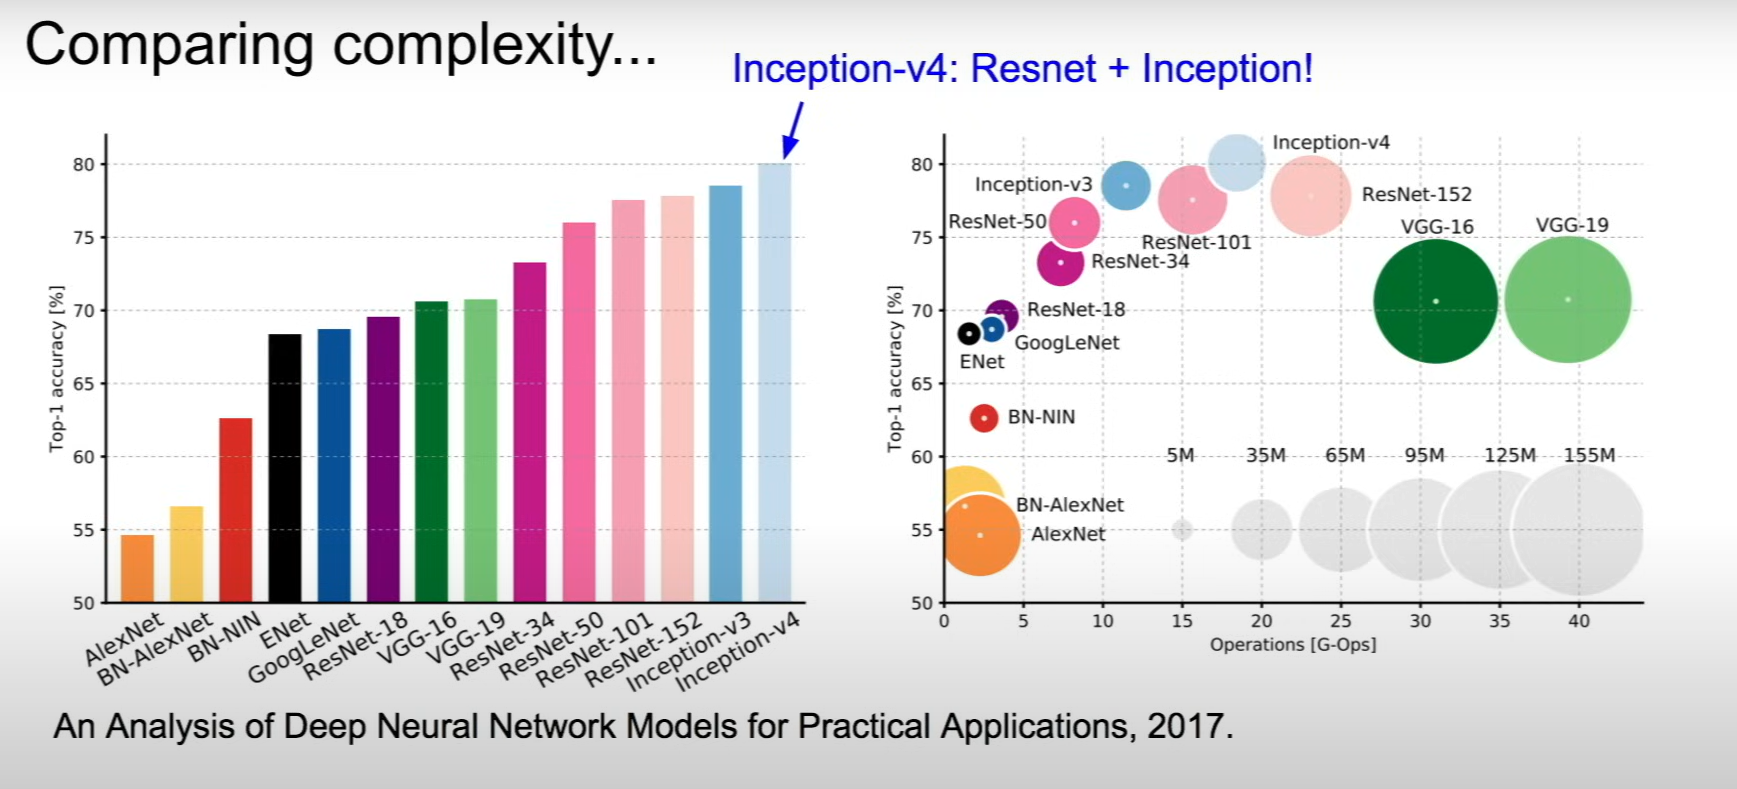 Comparing complexity...
Inception-v4: Resnet + Inception!
Top-1 accuracy [%]
80
75
70
65
60
55
50
AlexNet
BN-AlexNet
BN-NIN
ENet
GoogLeNet
ResNet-18
VGG-16
VGG-19
ResNet-34
ResNet-50
ResNet-101
ResNet-152
Inception-v3
Inception-v4
Top-1 accuracy [%]
80
75
70
65
60
55
50
Inception-v4
Inception-v3
ResNet-152
ResNet-50
VGG-16
VGG-19
ResNet-101
ResNet-34
ResNet-18
GoogLeNet
ENet
BN-NIN
5M 35M 65M 95M 125M 155M
BN-AlexNet
AlexNet
0 5 10 15 20 25 30 35 40
Operations [G-Ops]
An Analysis of Deep Neural Network Models for Practical Applications, 2017.